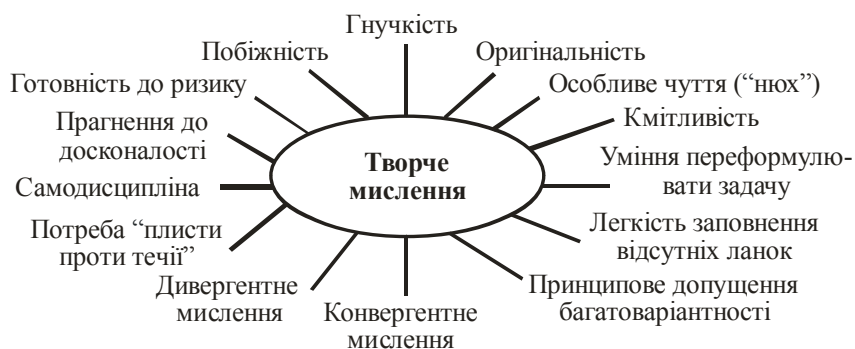 Гнучкість
Побіжність
Оригінальність
Готовність до ризику
Особливе чуття (“нюх”)
Прагнення до
досконалості
Кмітливість
Творче
мислення
Уміння переформулю-
вати задачу
Самодисципліна
Потреба “плисти
проти течії”
Легкість заповнення
відсутніх ланок
Дивергентне
мислення
Конвергентне
мислення
Принципове допущення
багатоваріантності